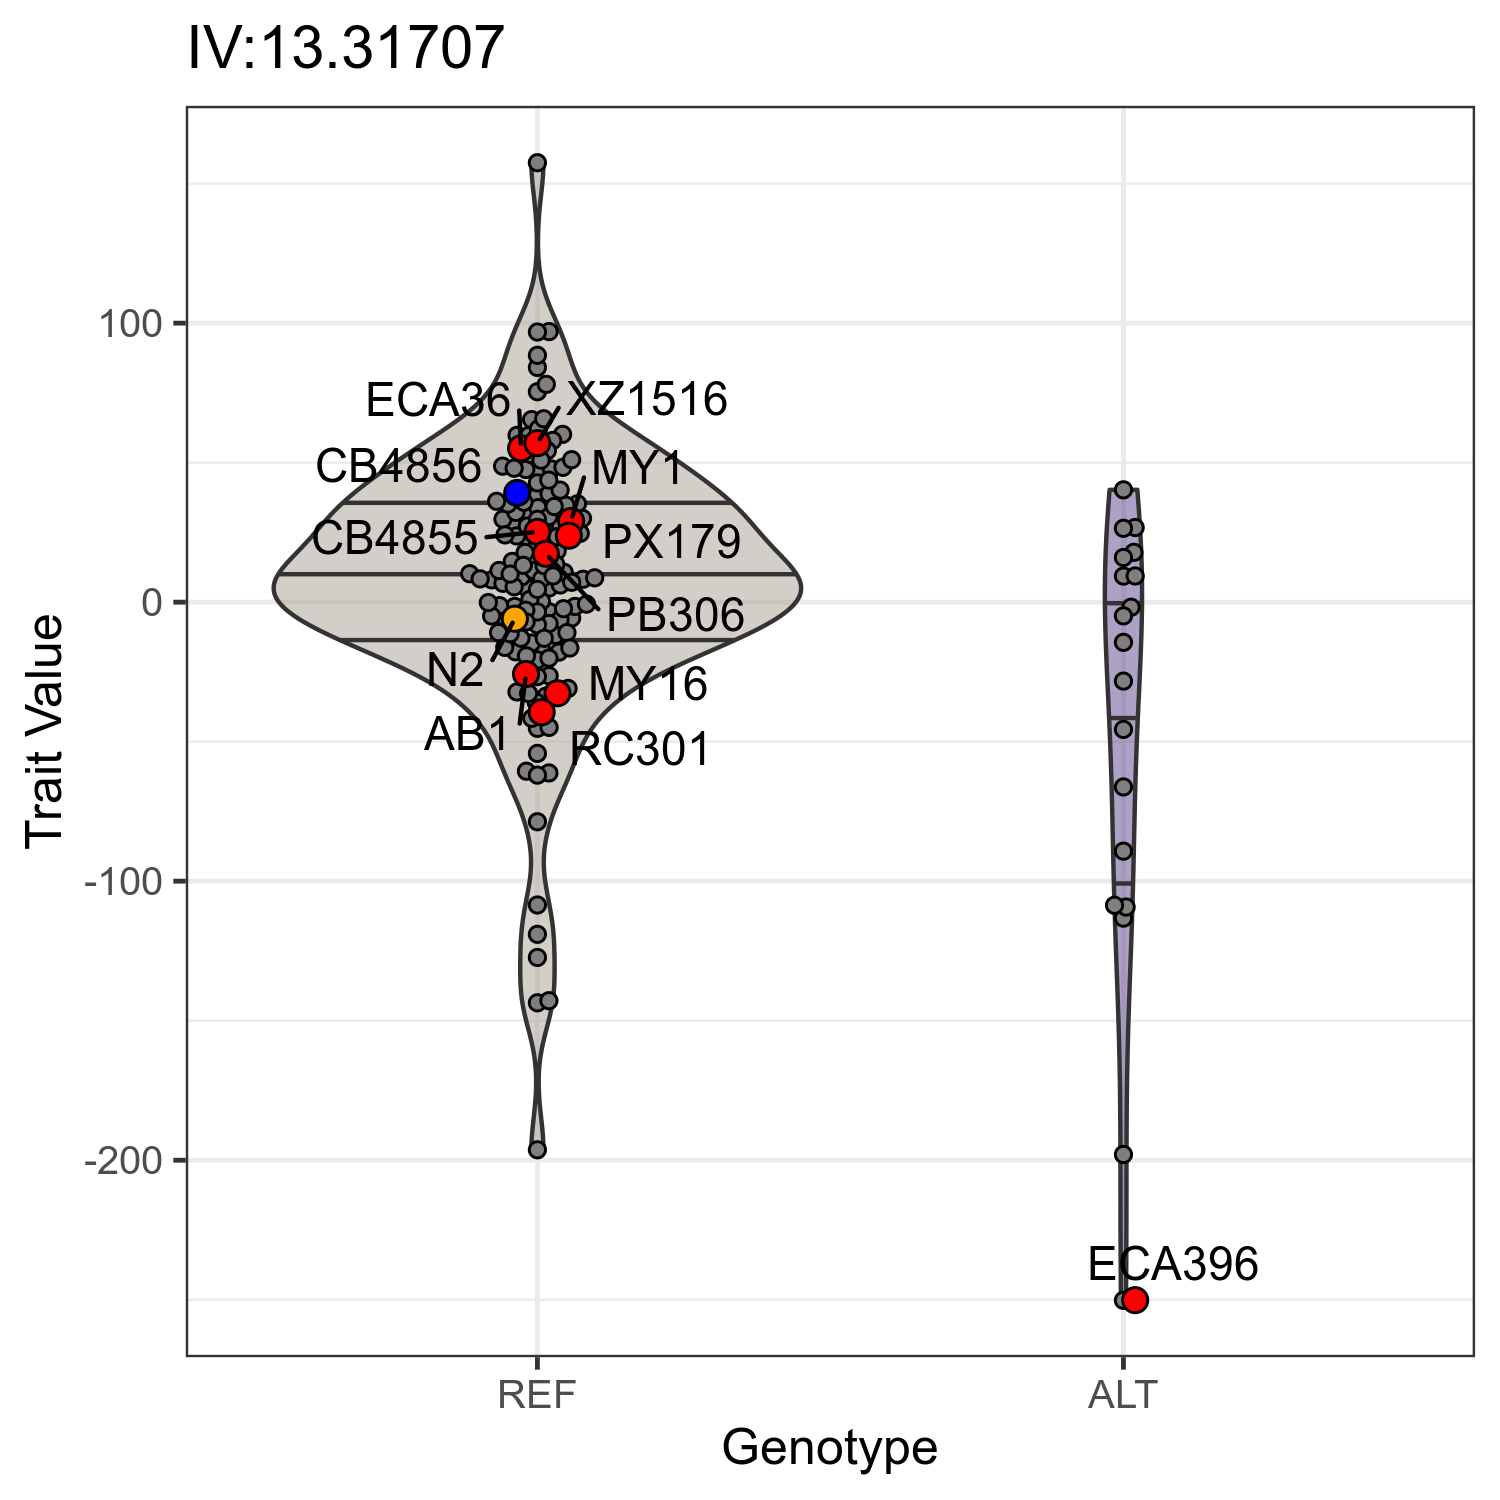 IV:13.31707
Trait Value
100
0
-100
-200
ECA36
XZ1516
CB4856
MY1
CB4855
PX179
PB306
N2
MY16
AB1
RC301
ECA396
REF
ALT
Genotype